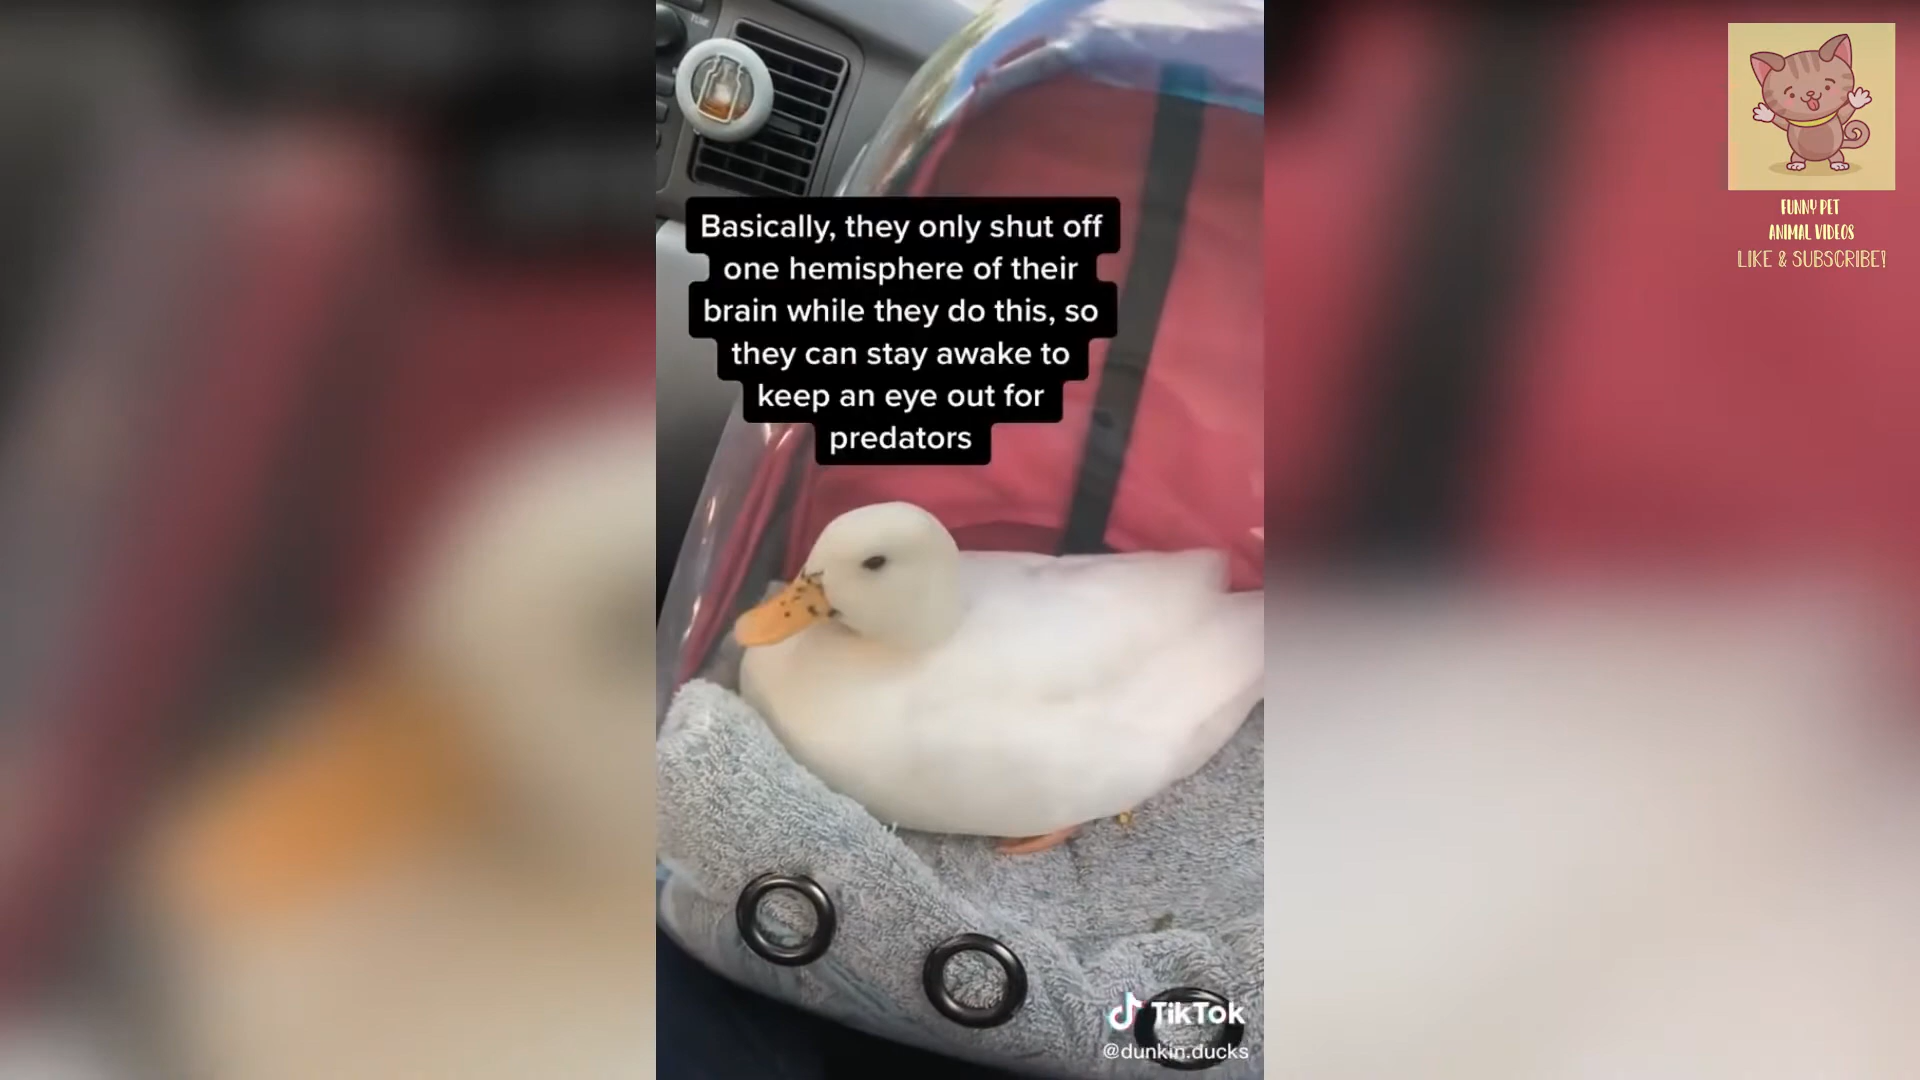 Basically, they only shut off
one hemisphere of their
brain while they do this, so
they can stay awake to
keep an eye out for
predators
FUNNY PET
ANIMAL VIDEOS
LIKE & SUBSCRIBE!
TikTok
@dunkin.ducks